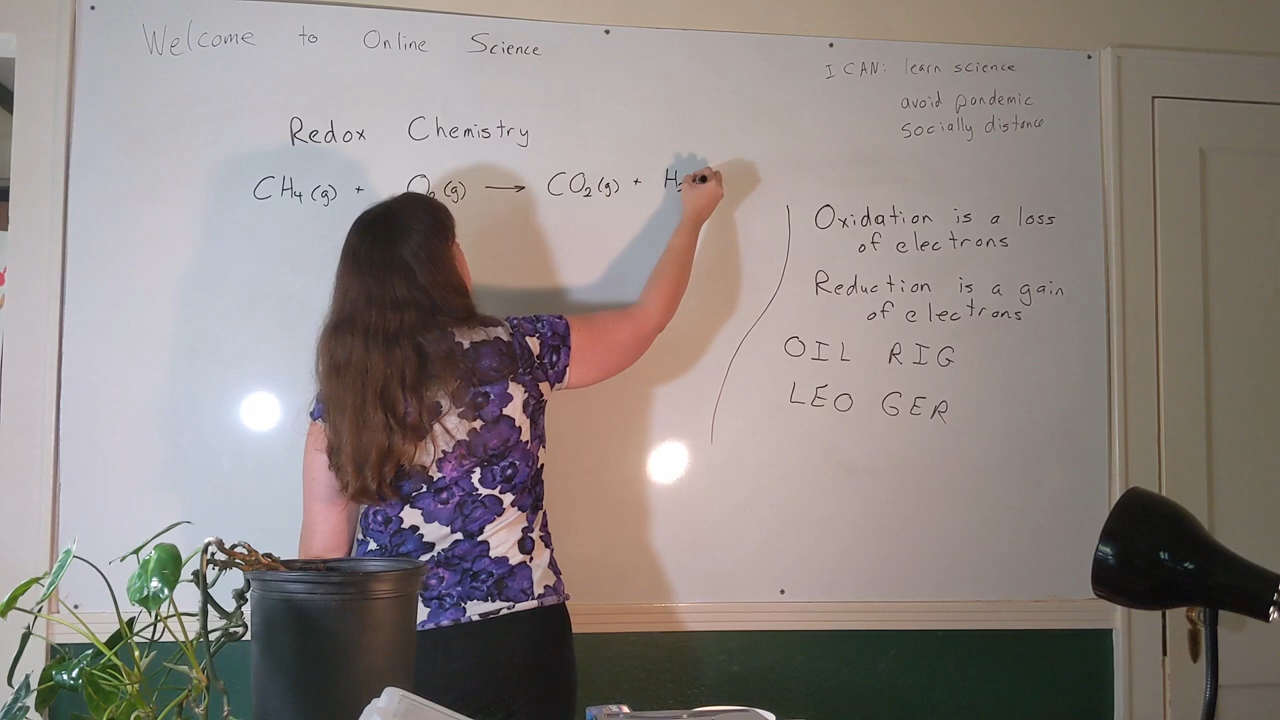 Welcome to Online Science
I CAN: learn science
avoid pandemic
socially distance
Redox Chemistry
CH4(g) + O2(g) → CO2(g) + H2
Oxidation is a loss
of electrons
Reduction is a gain
of electrons
OIL RIG
LEO GER